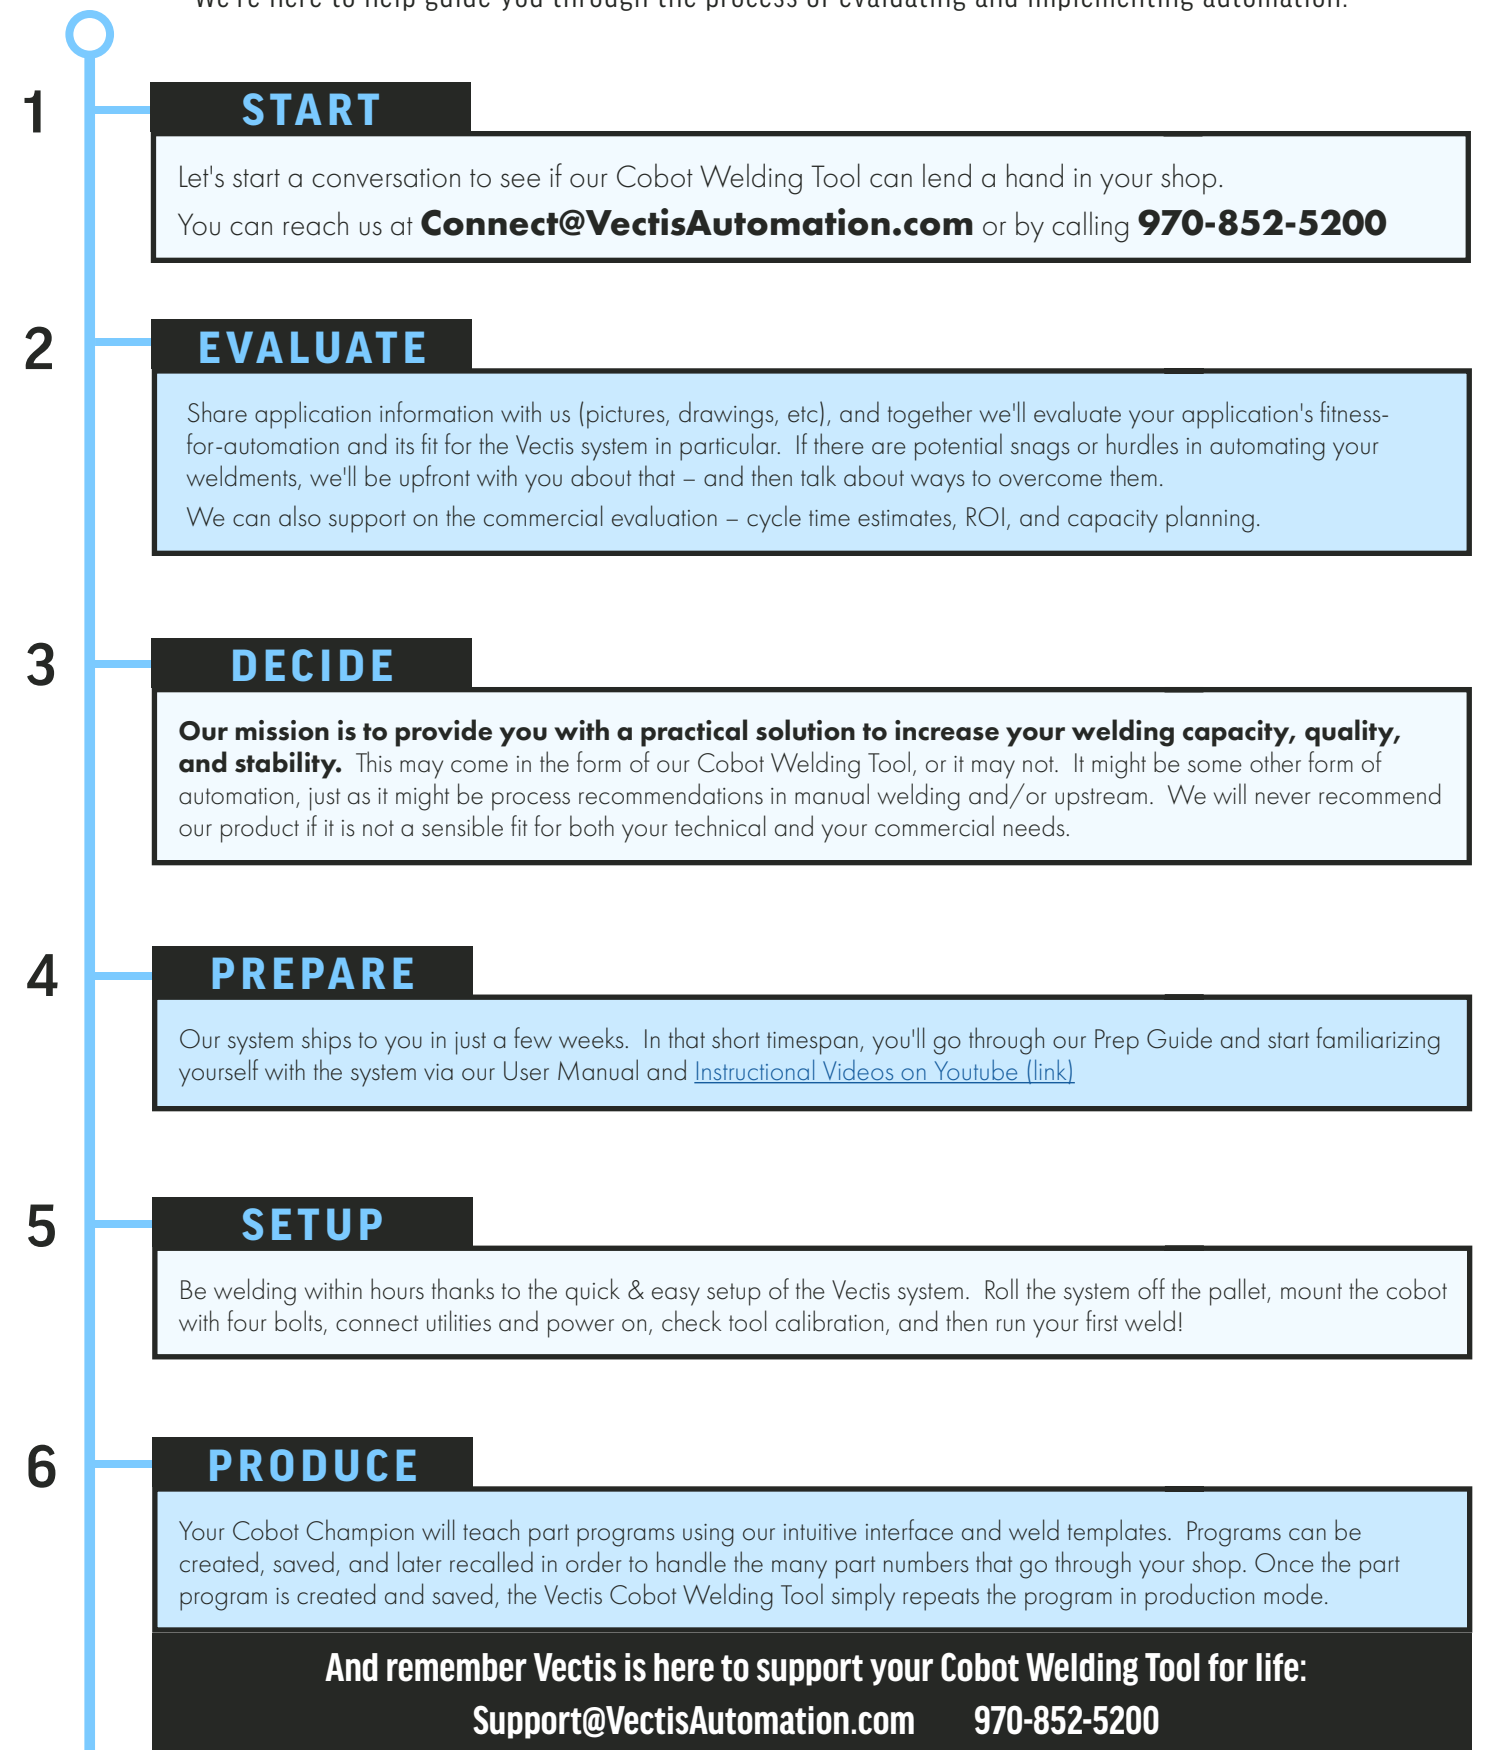 We're here to help guide you through the process of evaluating and implementing automation.
1
START
Let's start a conversation to see if our Cobot Welding Tool can lend a hand in your shop.
You can reach us at Connect@VectisAutomation.com or by calling 970-852-5200
2
EVALUATE
Share application information with us (pictures, drawings, etc), and together we'll evaluate your application's fitness-
for-automation and its fit for the Vectis system in particular. If there are potential snags or hurdles in automating your
weldments, we'll be upfront with you about that – and then talk about ways to overcome them.
We can also support on the commercial evaluation – cycle time estimates, ROI, and capacity planning.
3
DECIDE
Our mission is to provide you with a practical solution to increase your welding capacity, quality,
and stability. This may come in the form of our Cobot Welding Tool, or it may not. It might be some other form of
automation, just as it might be process recommendations in manual welding and/or upstream. We will never recommend
our product if it is not a sensible fit for both your technical and your commercial needs.
4
PREPARE
Our system ships to you in just a few weeks. In that short timespan, you'll go through our Prep Guide and start familiarizing
yourself with the system via our User Manual and Instructional Videos on Youtube (link)
5
SETUP
Be welding within hours thanks to the quick & easy setup of the Vectis system. Roll the system off the pallet, mount the cobot
with four bolts, connect utilities and power on, check tool calibration, and then run your first weld!
6
PRODUCE
Your Cobot Champion will teach part programs using our intuitive interface and weld templates. Programs can be
created, saved, and later recalled in order to handle the many part numbers that go through your shop. Once the part
program is created and saved, the Vectis Cobot Welding Tool simply repeats the program in production mode.
And remember Vectis is here to support your Cobot Welding Tool for life:
Support@VectisAutomation.com 970-852-5200